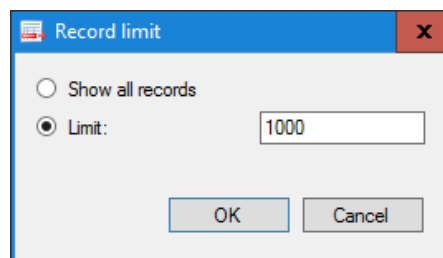 Record limit
Show all records
Limit: 1000
OK Cancel